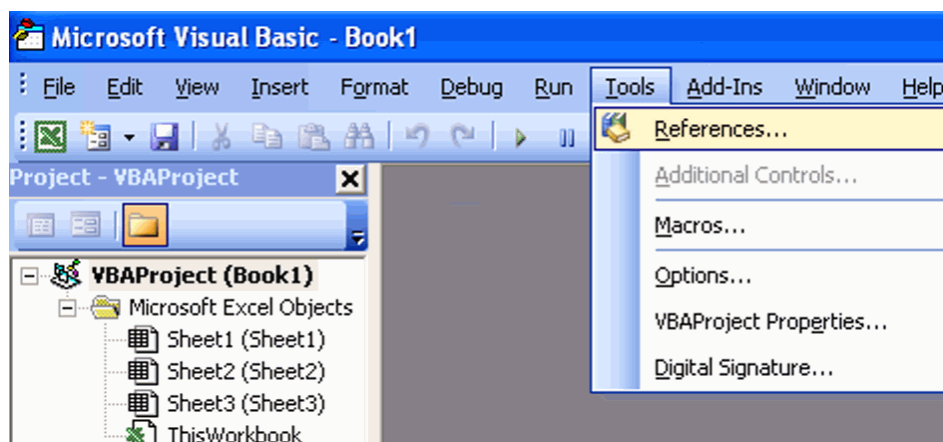 Microsoft Visual Basic - Book1
File Edit View Insert Format Debug Run Tools Add-Ins Window Help
References...
Additional Controls...
Macros...
Options...
VBAProject Properties...
Digital Signature...
Project - VBAProject
VBAProject (Book1)
Microsoft Excel Objects
Sheet1 (Sheet1)
Sheet2 (Sheet2)
Sheet3 (Sheet3)
ThisWorkbook